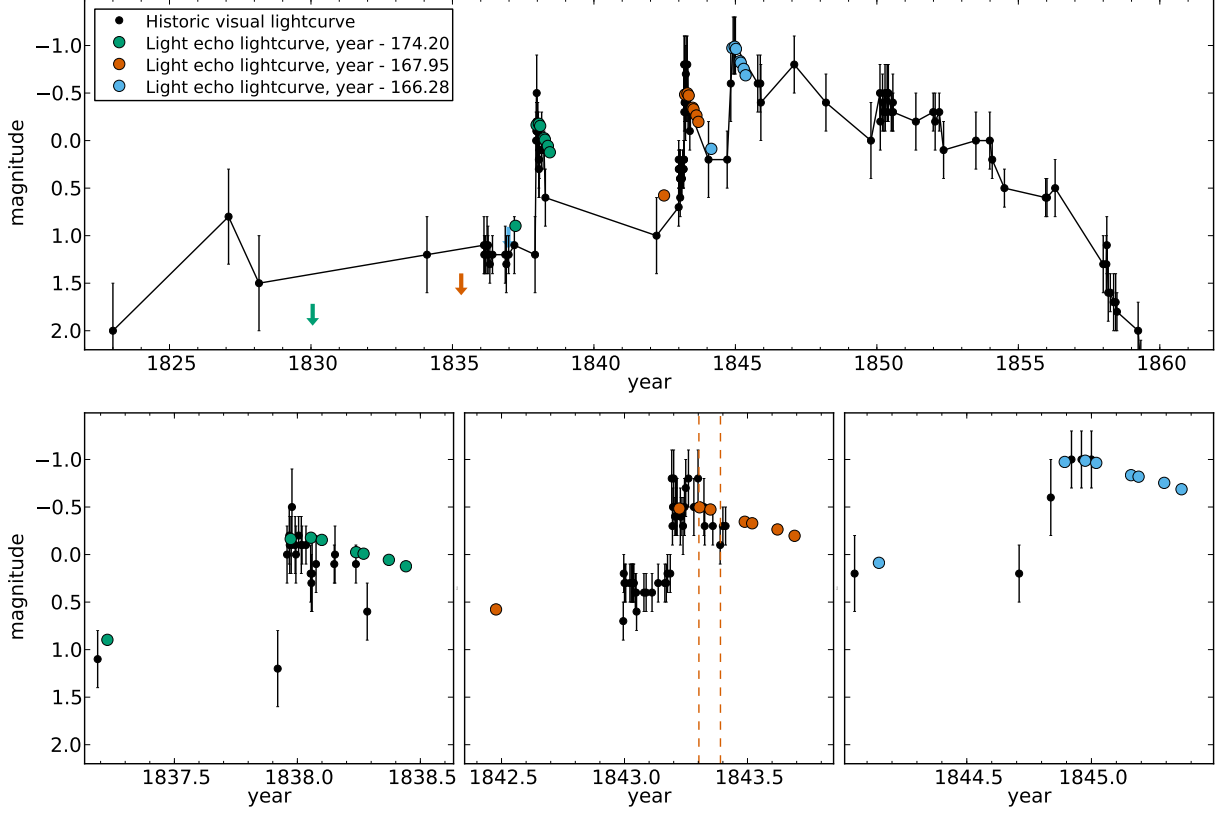 Historic visual lightcurve
Light echo lightcurve, year - 174.20
Light echo lightcurve, year - 167.95
Light echo lightcurve, year - 166.28
−1.0
−0.5
0.0
0.5
1.0
1.5
2.0
magnitude
1825 1830 1835 1840 1845 1850 1855 1860
year
−1.0
−0.5
0.0
0.5
1.0
1.5
2.0
magnitude
1837.5 1838.0 1838.5 1842.5 1843.0 1843.5 1844.5 1845.0
year year year